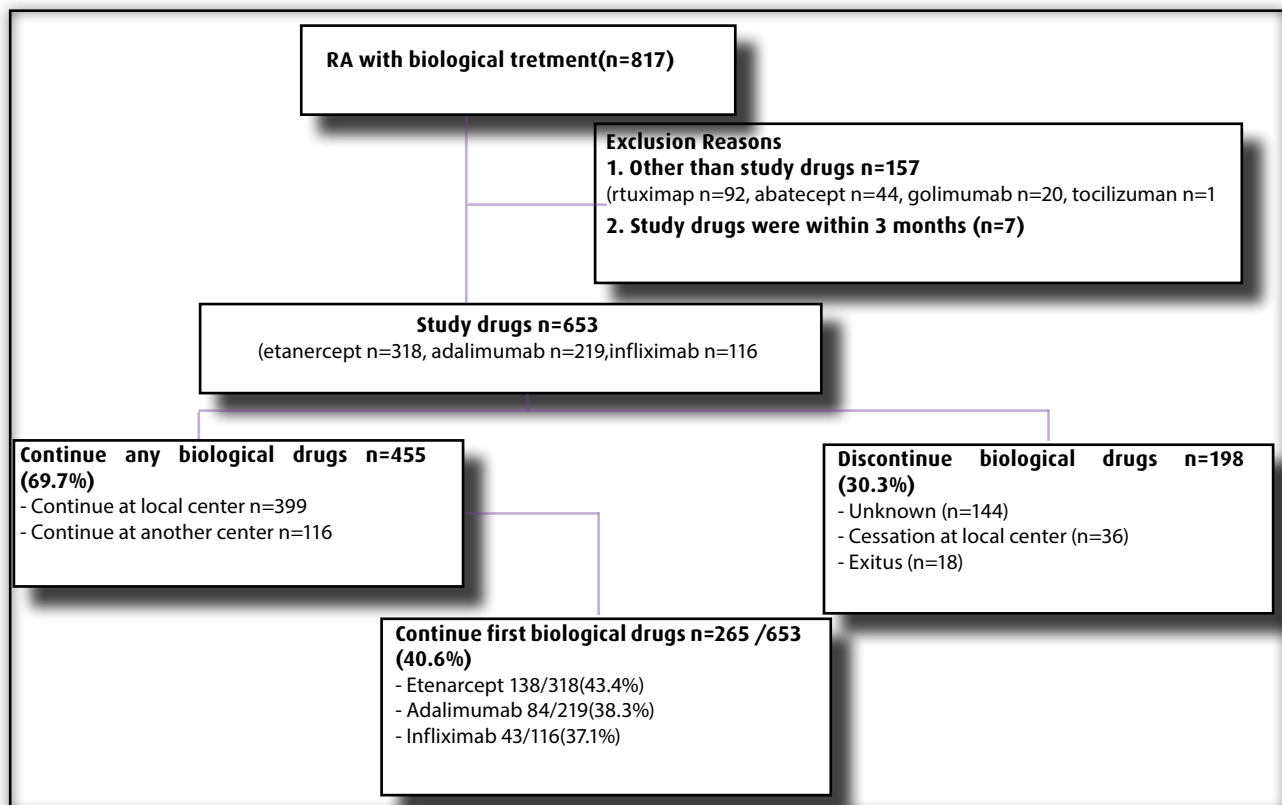 RA with biological tretment(n=817)
Exclusion Reasons
1. Other than study drugs n=157
(rtuximap n=92, abatecept n=44, golimumab n=20, tocilizuman n=1
2. Study drugs were within 3 months (n=7)
Study drugs n=653
(etanercept n=318, adalimumab n=219,infliximab n=116
Continue any biological drugs n=455
(69.7%)
- Continue at local center n=399
- Continue at another center n=116
Discontinue biological drugs n=198
(30.3%)
- Unknown (n=144)
- Cessation at local center (n=36)
- Exitus (n=18)
Continue first biological drugs n=265 /653
(40.6%)
- Etenarcept 138/318(43.4%)
- Adalimumab 84/219(38.3%)
- Infliximab 43/116(37.1%)